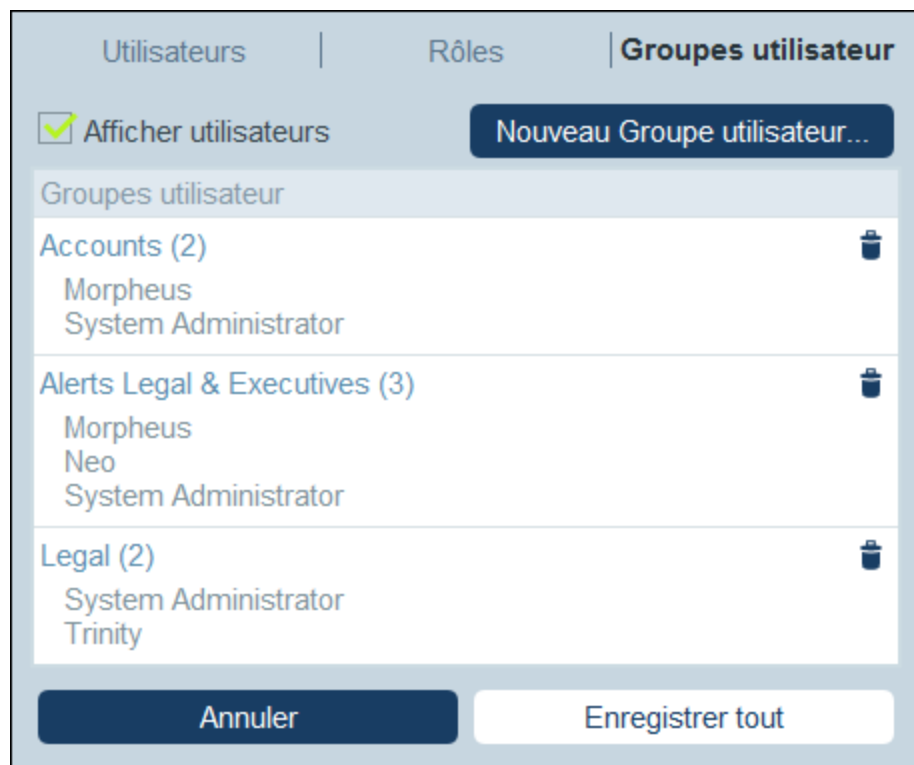 Utilisateurs | Rôles | Groupes utilisateur
Afficher utilisateurs Nouveau Groupe utilisateur...
Groupes utilisateur
Accounts (2)
Morpheus
System Administrator
Alerts Legal & Executives (3)
Morpheus
Neo
System Administrator
Legal (2)
System Administrator
Trinity
Annuler Enregistrer tout